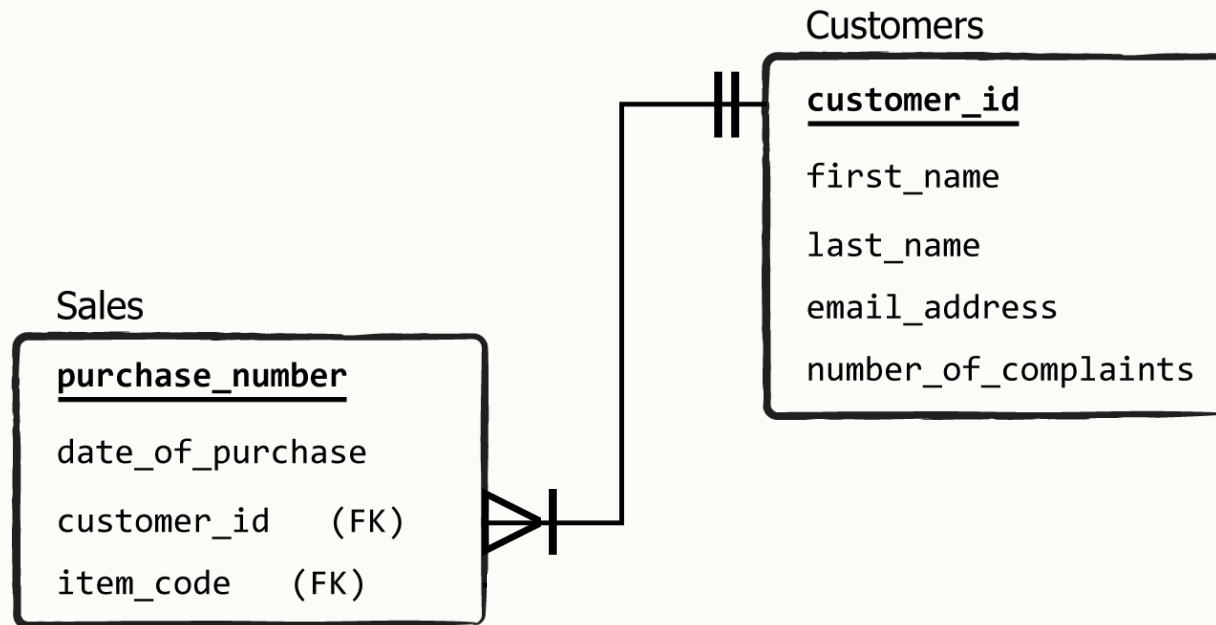 Customers
customer_id
first_name
last_name
email_address
number_of_complaints
Sales
purchase_number
date_of_purchase
customer_id (FK)
item_code (FK)